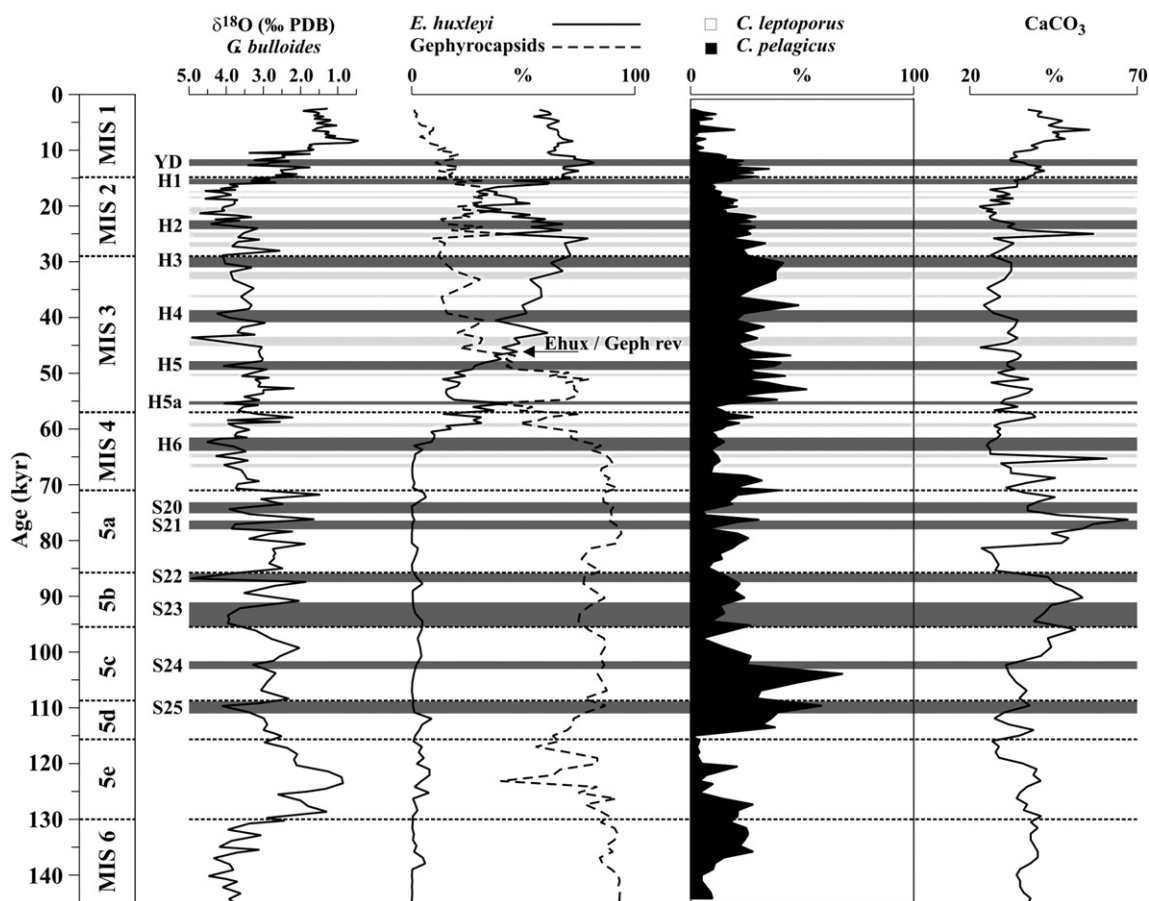 δ18O (‰ PDB)
G. bulloides
E. huxleyi
Gephyrocapsids
C. leptoporus
C. pelagicus
CaCO3
5.0 4.0 3.0 2.0 1.0
0 % 100
0 % 100
20 % 70
Age (kyr)
0
10
20
30
40
50
60
70
80
90
100
110
120
130
140
MIS 1
MIS 2
MIS 3
MIS 4
5a
5b
5c
5d
5e
MIS 6
YD
H1
H2
H3
H4
H5
H5a
H6
S20
S21
S22
S23
S24
S25
Ehux / Geph rev